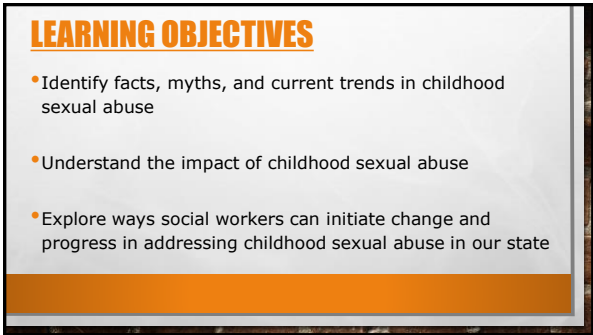 LEARNING OBJECTIVES
•Identify facts, myths, and current trends in childhood
sexual abuse
•Understand the impact of childhood sexual abuse
•Explore ways social workers can initiate change and
progress in addressing childhood sexual abuse in our state